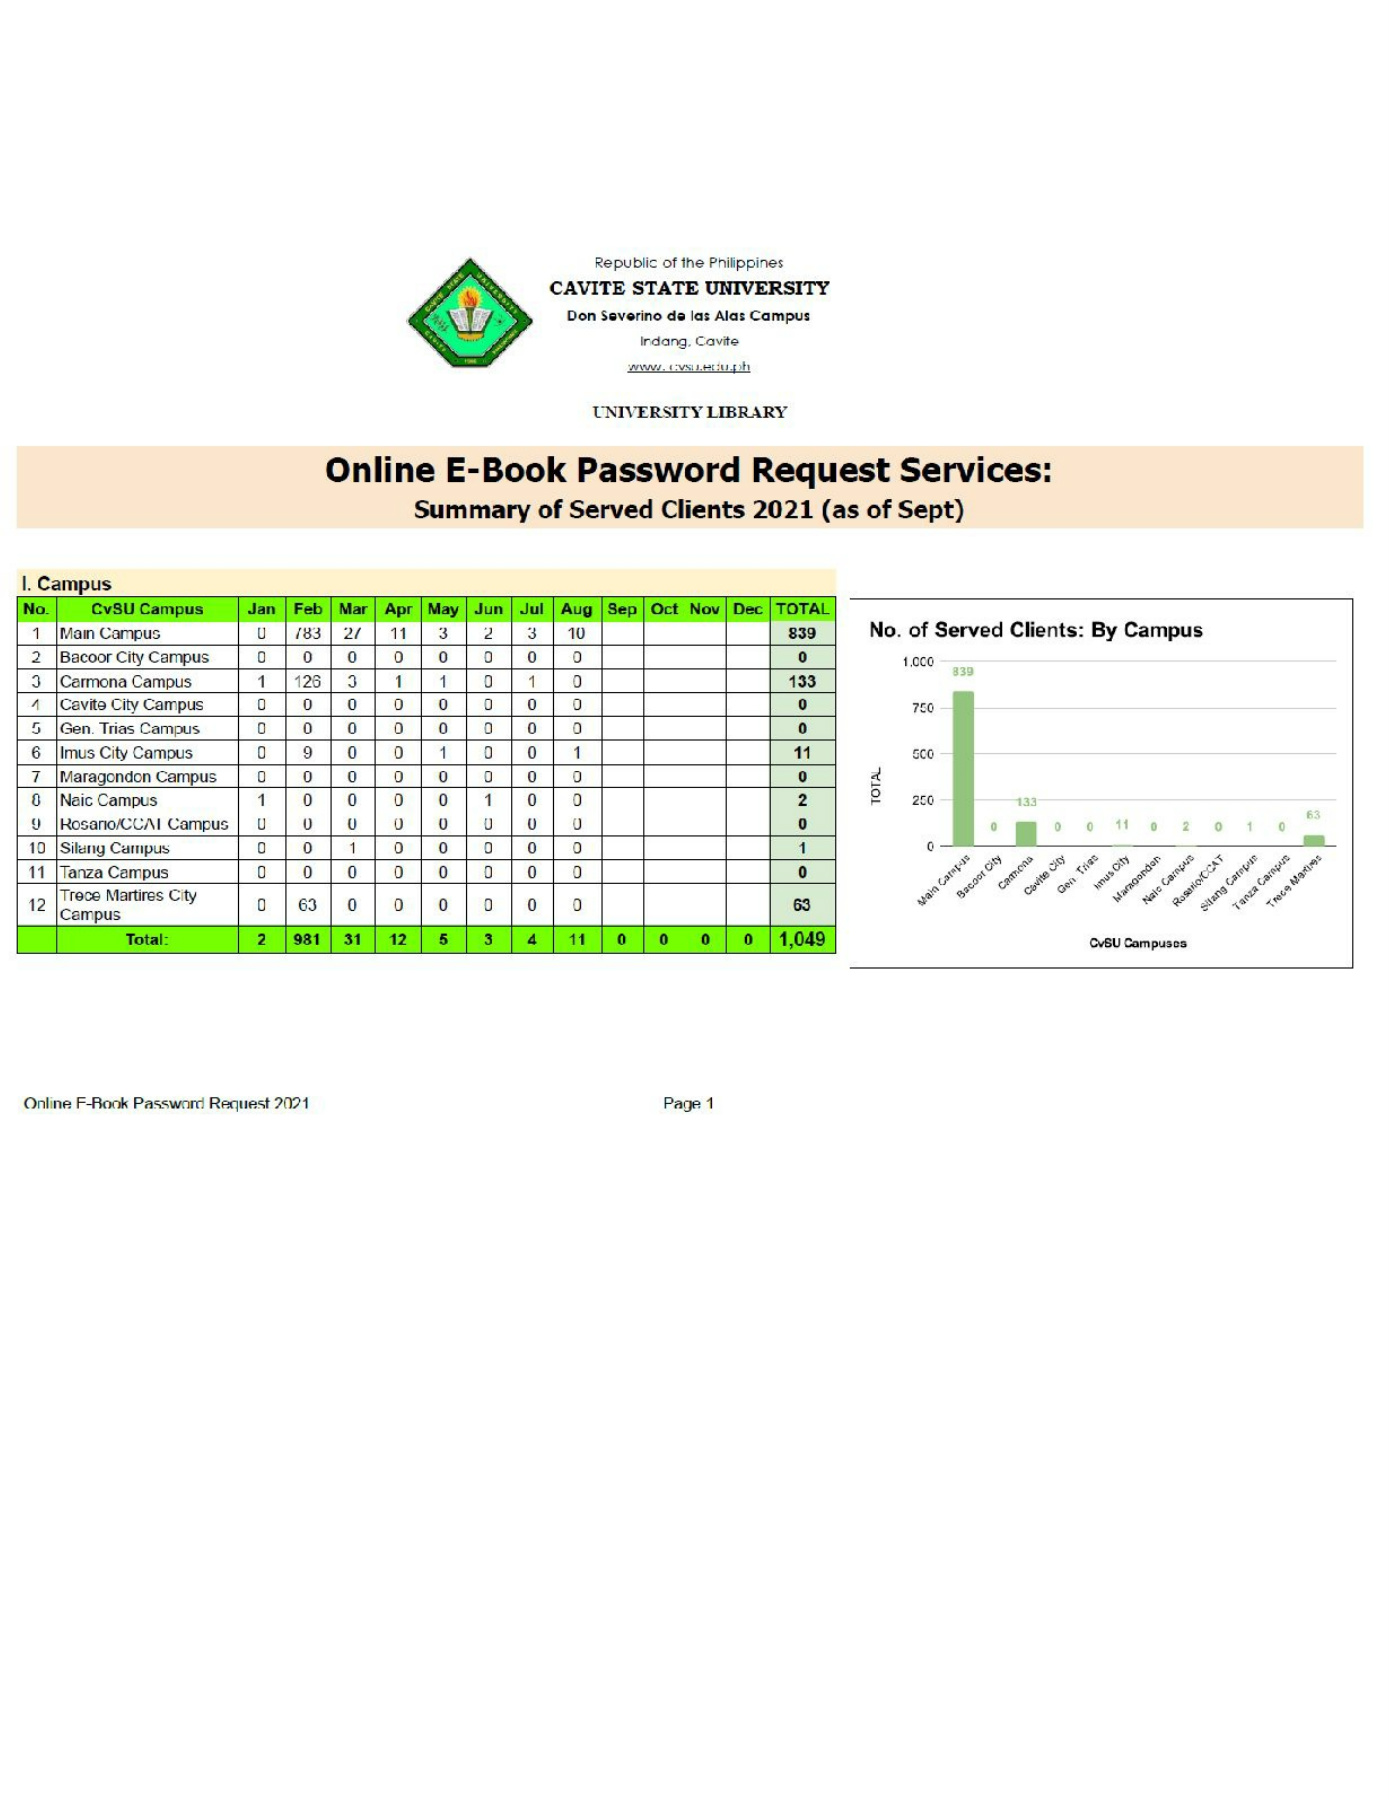 Republic of the Philippines
CAVITE STATE UNIVERSITY
Don Severino de las Alas Campus
Indang, Cavite
www.cvsu.edu.ph
UNIVERSITY LIBRARY
Online E-Book Password Request Services:
Summary of Served Clients 2021 (as of Sept)
I. Campus
No. CvSU Campus Jan Feb Mar Apr May Jun Jul Aug Sep Oct Nov Dec TOTAL
1 Main Campus 0 783 27 11 3 2 3 10 839
2 Bacoor City Campus 0 0 0 0 0 0 0 0 0
3 Carmona Campus 1 126 3 1 1 0 1 0 133
4 Cavite City Campus 0 0 0 0 0 0 0 0 0
5 Gen. Trias Campus 0 0 0 0 0 0 0 0 0
6 Imus City Campus 0 9 0 0 1 0 0 1 11
7 Maragondon Campus 0 0 0 0 0 0 0 0 0
8 Naic Campus 1 0 0 0 0 1 0 0 2
9 Rosario/CCAT Campus 0 0 0 0 0 0 0 0 0
10 Silang Campus 0 0 1 0 0 0 0 0 1
11 Tanza Campus 0 0 0 0 0 0 0 0 0
12 Trece Martires City Campus 0 63 0 0 0 0 0 0 63
Total: 2 981 31 12 5 3 4 11 0 0 0 0 1,049
No. of Served Clients: By Campus
1,000
750
500
250
0
TOTAL
839 0 133 0 0 11 0 2 0 1 0 63
Main Campus
Bacoor City
Carmona
Cavite City
Gen. Trias
Imus City
Maragondon
Naic Campus
Rosario/CCAT
Silang Campus
Tanza Campus
Trece Martires
CvSU Campuses
Online E-Book Password Request 2021
Page 1